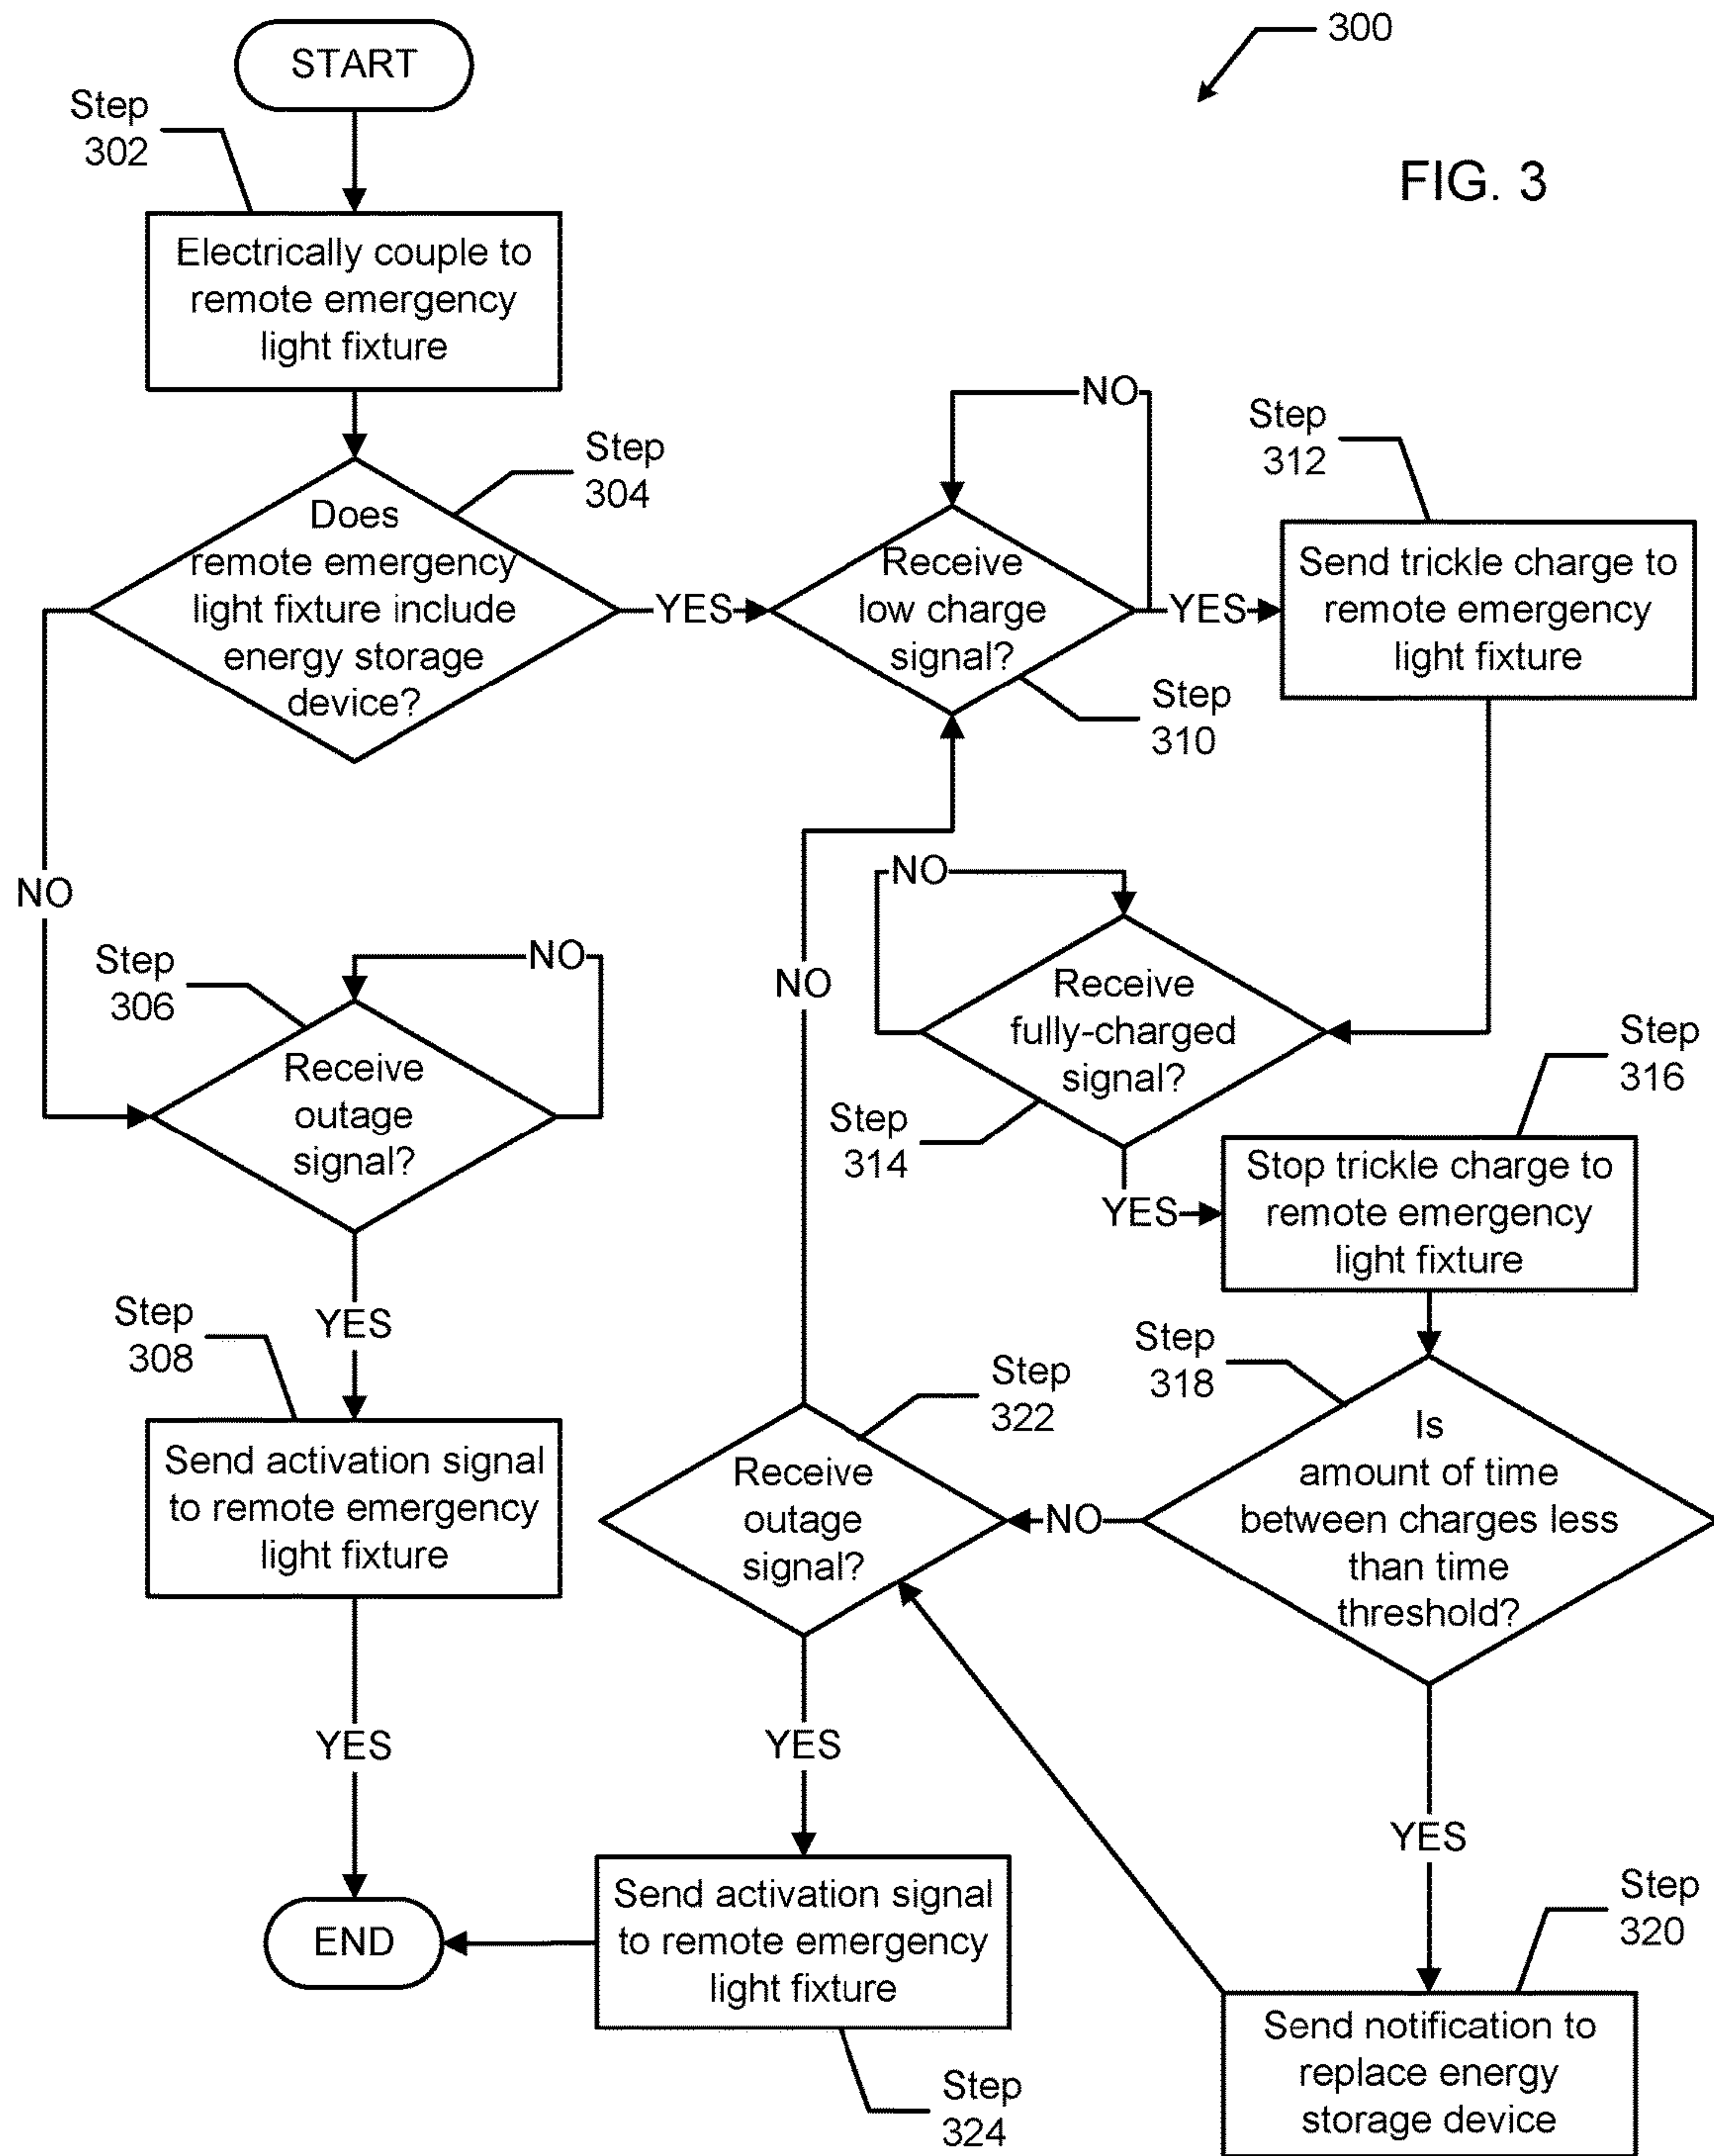 START
300
FIG. 3
Step
302
Electrically couple to
remote emergency
light fixture
Step
304
Does
remote emergency
light fixture include
energy storage
device?
YES
NO
NO
Receive
low charge
signal?
Step
310
YES
Step
312
Send trickle charge to
remote emergency
light fixture
NO
Receive
fully-charged
signal?
Step
314
YES
Step
316
Stop trickle charge to
remote emergency
light fixture
Step
318
Is
amount of time
between charges less
than time
threshold?
NO
YES
Step
320
Send notification to
replace energy
storage device
Step
322
Receive
outage
signal?
NO
YES
Send activation signal
to remote emergency
light fixture
Step
324
Step
306
NO
Receive
outage
signal?
YES
Step
308
Send activation signal
to remote emergency
light fixture
YES
END